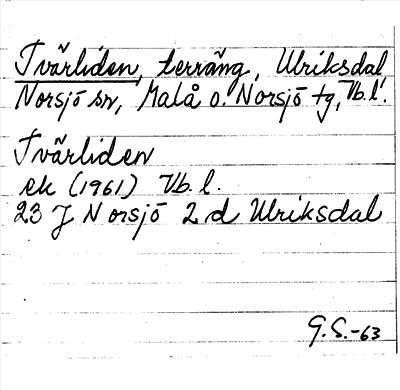 Tvärliden, terräng, Ulriksdal,
Norsjö sn, Malå o. Norsjö tg, Vb. l.
Tvärliden
ek (1961) Vb. l.
23 J Norsjö 2 d Ulriksdal
G.S.-63